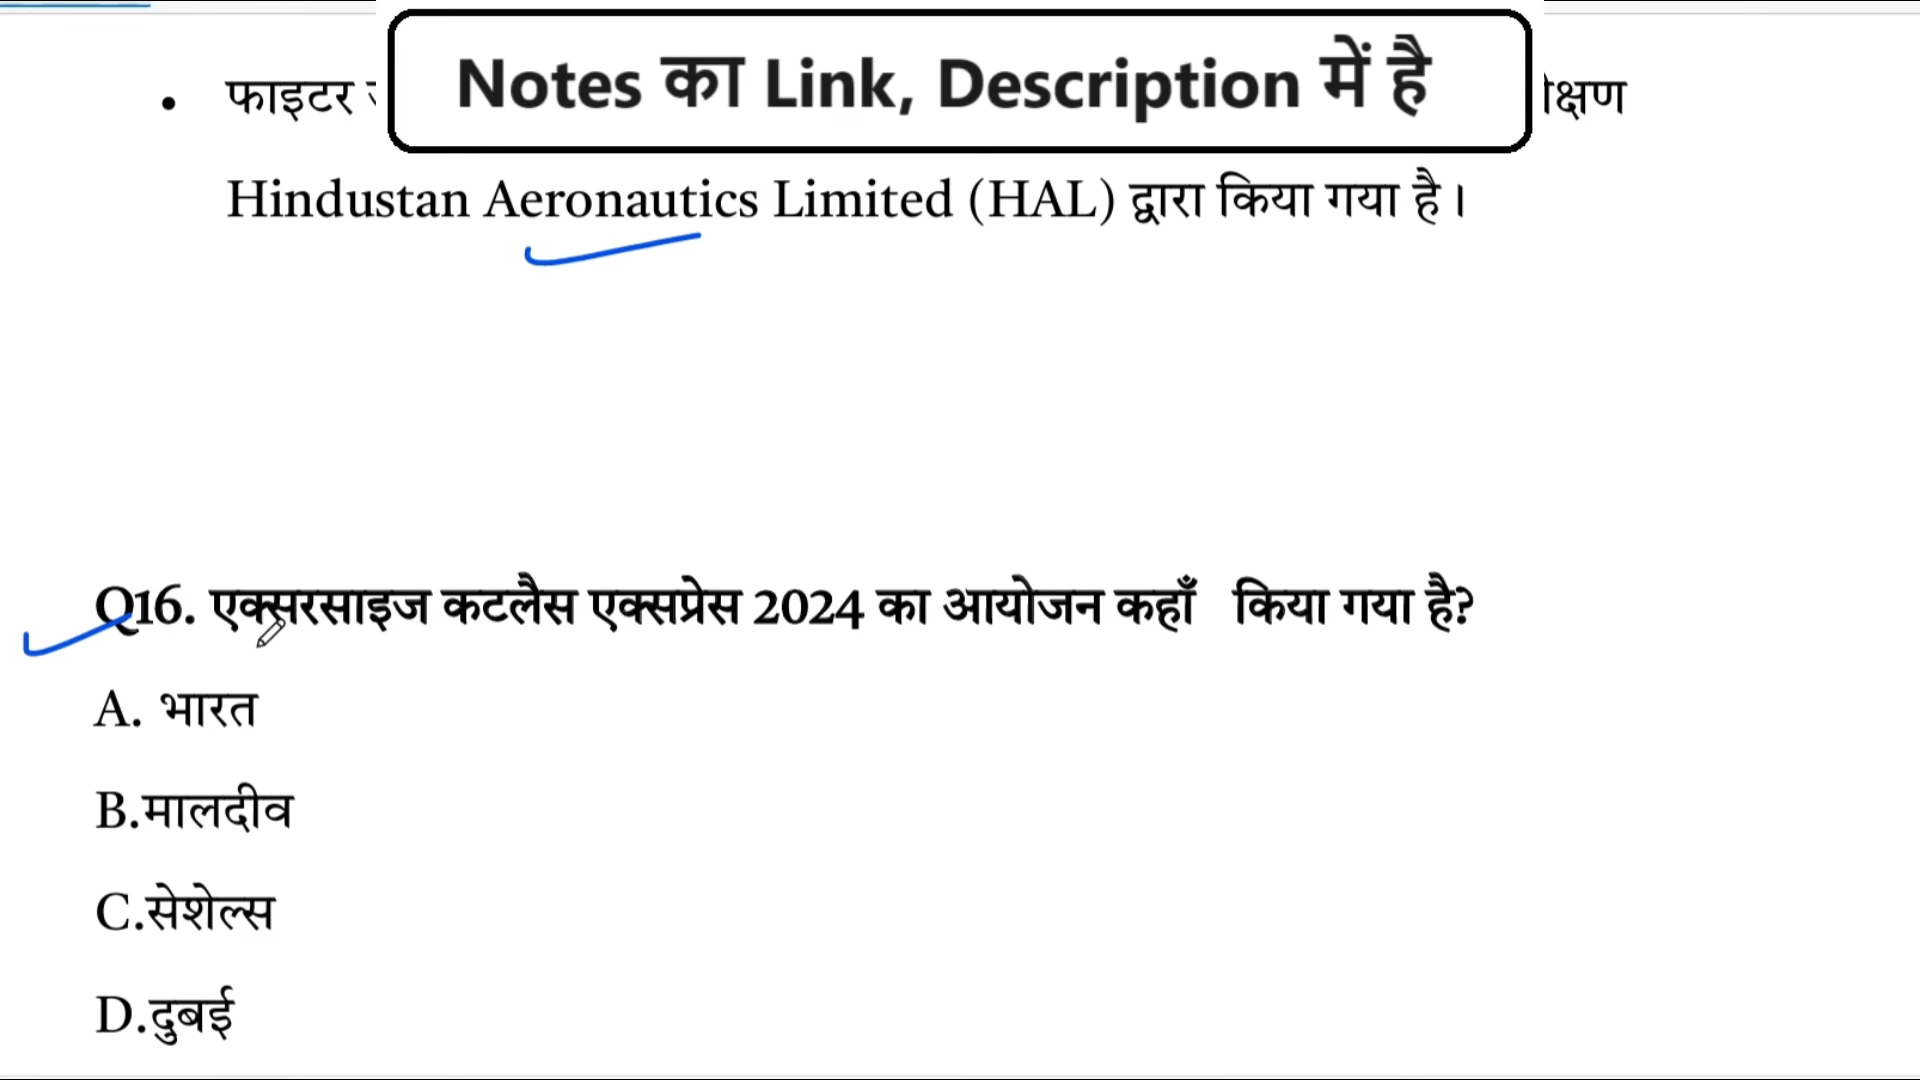 Notes का Link, Description में है
• फाइटर
Hindustan Aeronautics Limited (HAL) द्वारा किया गया है।
Q16. एक्सरसाइज कटलैस एक्सप्रेस 2024 का आयोजन कहाँ किया गया है?
A. भारत
B.मालदीव
C.सेशेल्स
D.दुबई